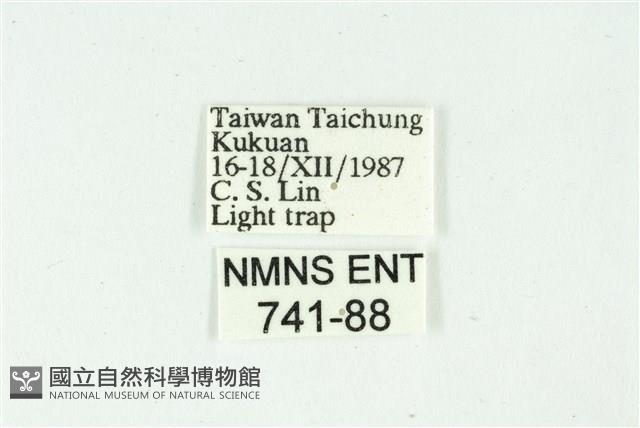 Taiwan Taichung
Kukuan
16-18/XII/1987
C. S. Lin
Light trap
NMNS ENT
741-88
國立自然科學博物館
NATIONAL MUSEUM OF NATURAL SCIENCE